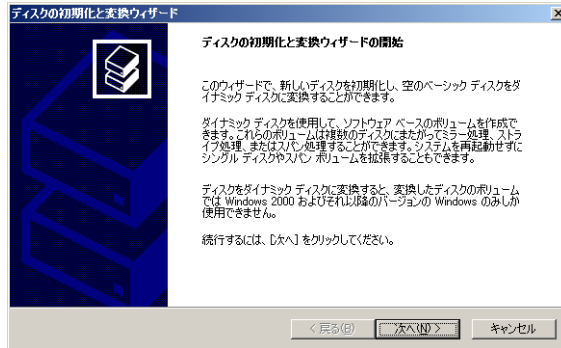 ディスクの初期化と変換ウィザード
ディスクの初期化と変換ウィザードの開始
このウィザードで、新しいディスクを初期化し、空のベーシック ディスクをダ
イナミック ディスクに変換することができます。
ダイナミック ディスクを使用して、ソフトウェア ベースのボリュームを作成で
きます。これらのボリュームは複数のディスクにまたがってミラー処理、ストラ
イプ処理、またはスパン処理することができます。システムを再起動せずに
シングル ディスクやスパン ボリュームを拡張することもできます。
ディスクをダイナミック ディスクに変換すると、変換したディスクのボリューム
では Windows 2000 およびそれ以降のバージョンの Windows のみしか
使用できません。
続行するには、[次へ] をクリックしてください。
< 戻る(B)
次へ(N) >
キャンセル